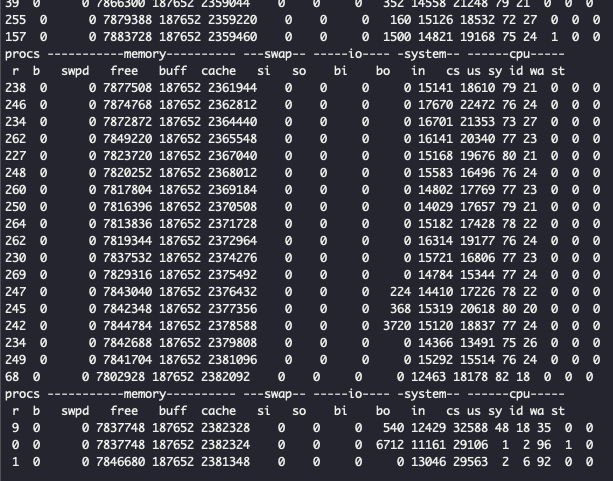 39 0 0 7866300 187652 2359044 0 0 0 352 14558 21248 79 21 0 0 0
255 0 0 7879388 187652 2359220 0 0 0 160 15126 18532 72 27 0 0 0
157 0 0 7883728 187652 2359460 0 0 0 1500 14821 19168 75 24 1 0 0
procs -----------memory---------- ---swap-- -----io---- -system-- ------cpu-----
r b swpd free buff cache si so bi bo in cs us sy id wa st
238 0 0 7877508 187652 2361944 0 0 0 0 15141 18610 79 21 0 0 0
246 0 0 7874768 187652 2362812 0 0 0 0 17670 22472 76 24 0 0 0
234 0 0 7872872 187652 2364440 0 0 0 0 16701 21353 73 27 0 0 0
262 0 0 7849220 187652 2365548 0 0 0 0 16141 20340 77 23 0 0 0
227 0 0 7823720 187652 2367040 0 0 0 0 15168 19676 80 21 0 0 0
248 0 0 7820252 187652 2368012 0 0 0 0 15583 16496 76 24 0 0 0
260 0 0 7817804 187652 2369184 0 0 0 0 14802 17769 77 23 0 0 0
250 0 0 7816396 187652 2370508 0 0 0 0 14029 17657 79 21 0 0 0
264 0 0 7813836 187652 2371728 0 0 0 0 15182 17428 78 22 0 0 0
262 0 0 7819344 187652 2372964 0 0 0 0 16314 19177 76 24 0 0 0
230 0 0 7837532 187652 2374276 0 0 0 0 15721 16806 77 23 0 0 0
269 0 0 7829316 187652 2375492 0 0 0 0 14784 15344 77 24 0 0 0
247 0 0 7843040 187652 2376432 0 0 0 224 14410 17226 78 22 0 0 0
245 0 0 7842348 187652 2377356 0 0 0 368 15319 20618 80 20 0 0 0
242 0 0 7844784 187652 2378588 0 0 0 3720 15120 18837 77 24 0 0 0
234 0 0 7842688 187652 2379808 0 0 0 0 14366 13491 75 26 0 0 0
249 0 0 7841704 187652 2381096 0 0 0 0 15292 15514 76 24 0 0 0
68 0 0 7802928 187652 2382092 0 0 0 0 12463 18178 82 18 0 0 0
procs -----------memory---------- ---swap-- -----io---- -system-- ------cpu-----
r b swpd free buff cache si so bi bo in cs us sy id wa st
9 0 0 7837748 187652 2382328 0 0 0 540 12429 32588 48 18 35 0 0
0 0 0 7837748 187652 2382324 0 0 0 6712 11161 29106 1 2 96 1 0
1 0 0 7846680 187652 2381348 0 0 0 0 13046 29563 2 6 92 0 0